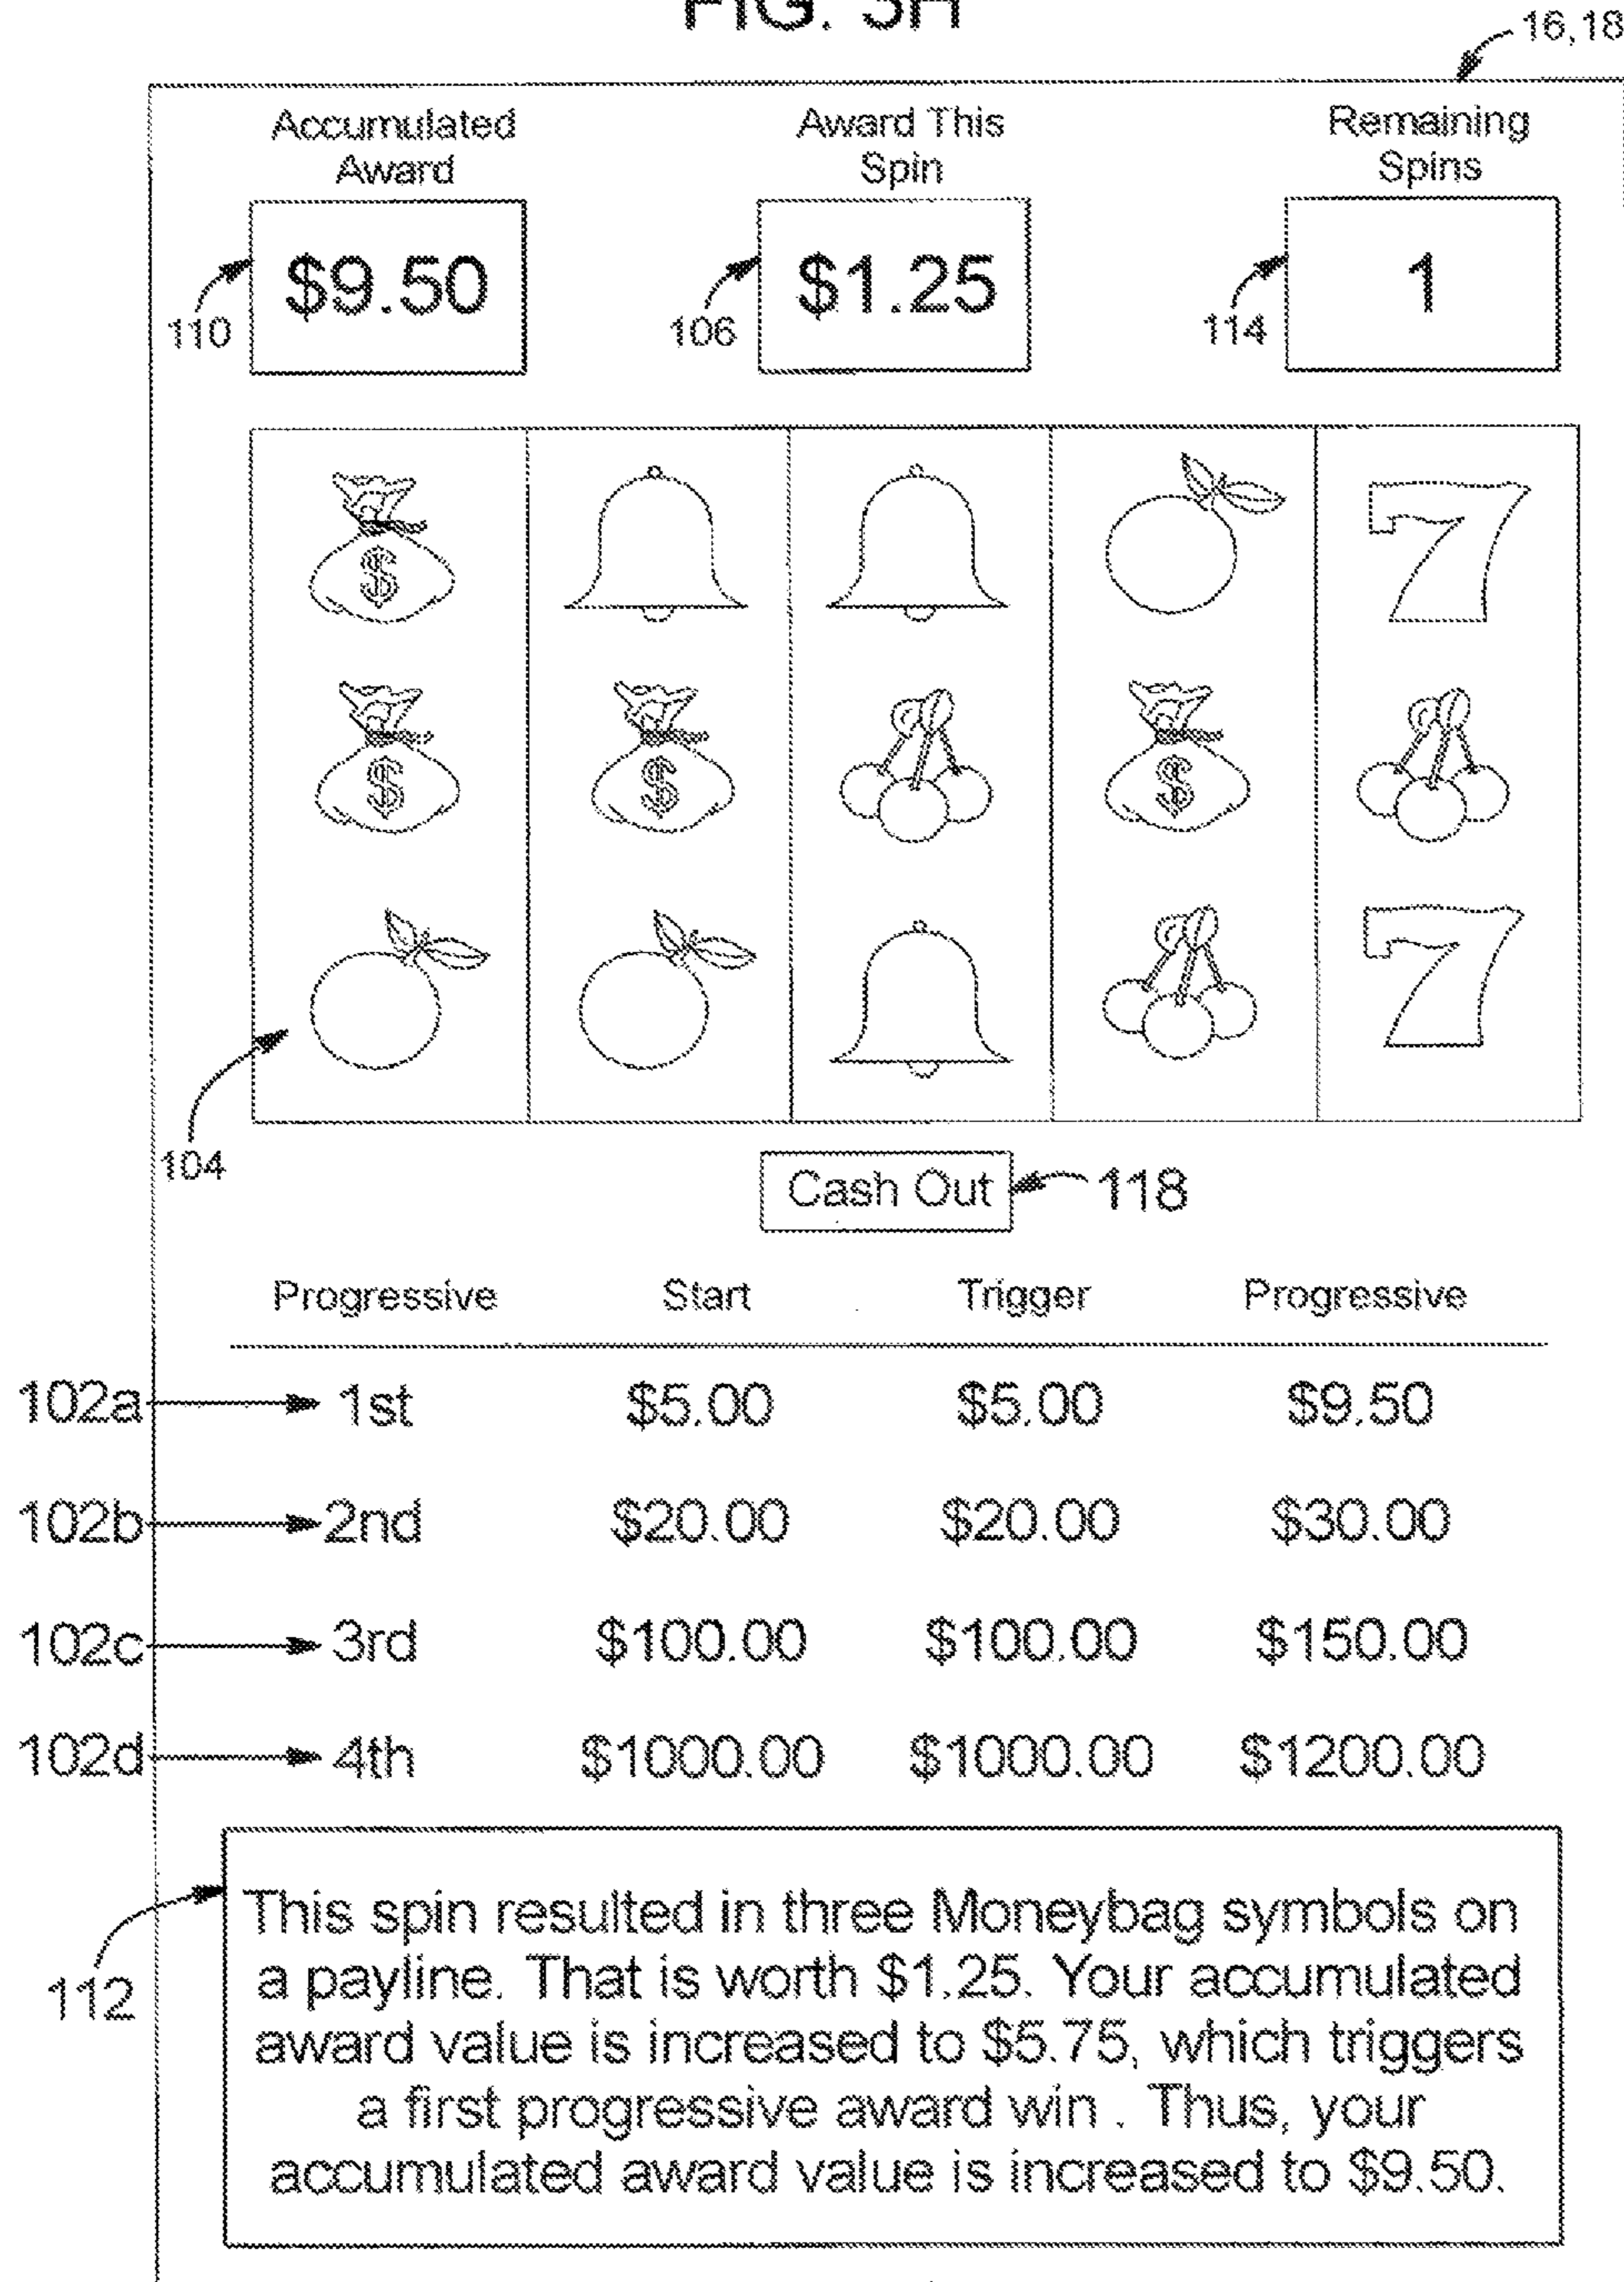 FIG. 3H
16,18
Accumulated Award This Remaining
Award Spin Spins
110 $9.50 106 $1.25 114 1
$ 7
$ $ $
7
104
Cash Out 118
Progressive Start Trigger Progressive
102a 1st $5.00 $5.00 $9.50
102b 2nd $20.00 $20.00 $30.00
102c 3rd $100.00 $100.00 $150.00
102d 4th $1000.00 $1000.00 $1200.00
112
This spin resulted in three Moneybag symbols on
a payline. That is worth $1.25. Your accumulated
award value is increased to $5.75, which triggers
a first progressive award win . Thus, your
accumulated award value is increased to $9.50.